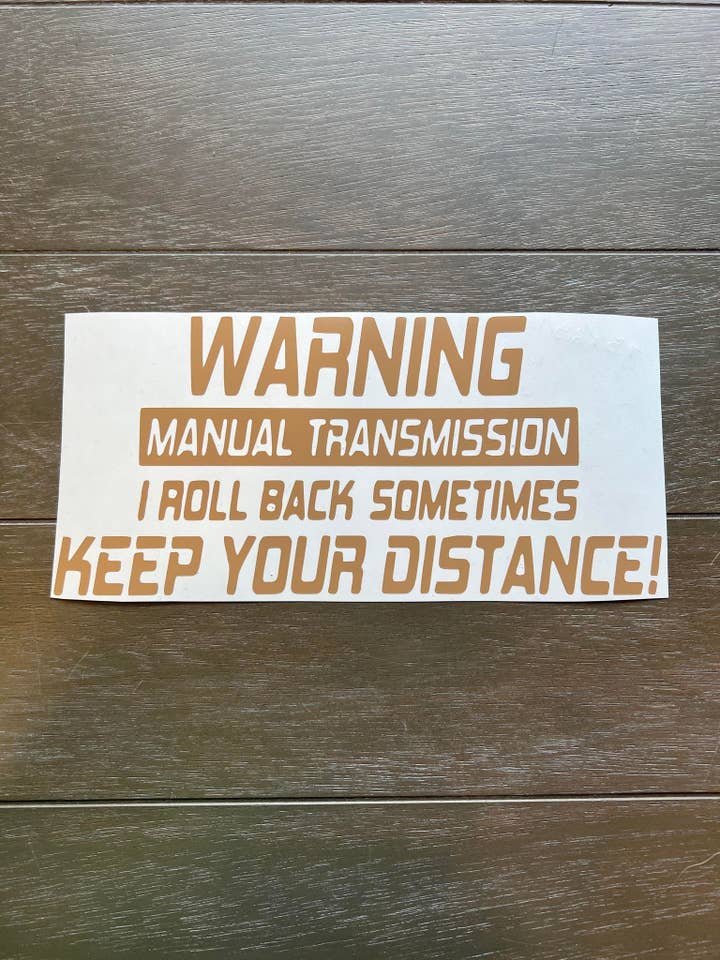 WARNING
MANUAL TRANSMISSION
I ROLL BACK SOMETIMES
KEEP YOUR DISTANCE!